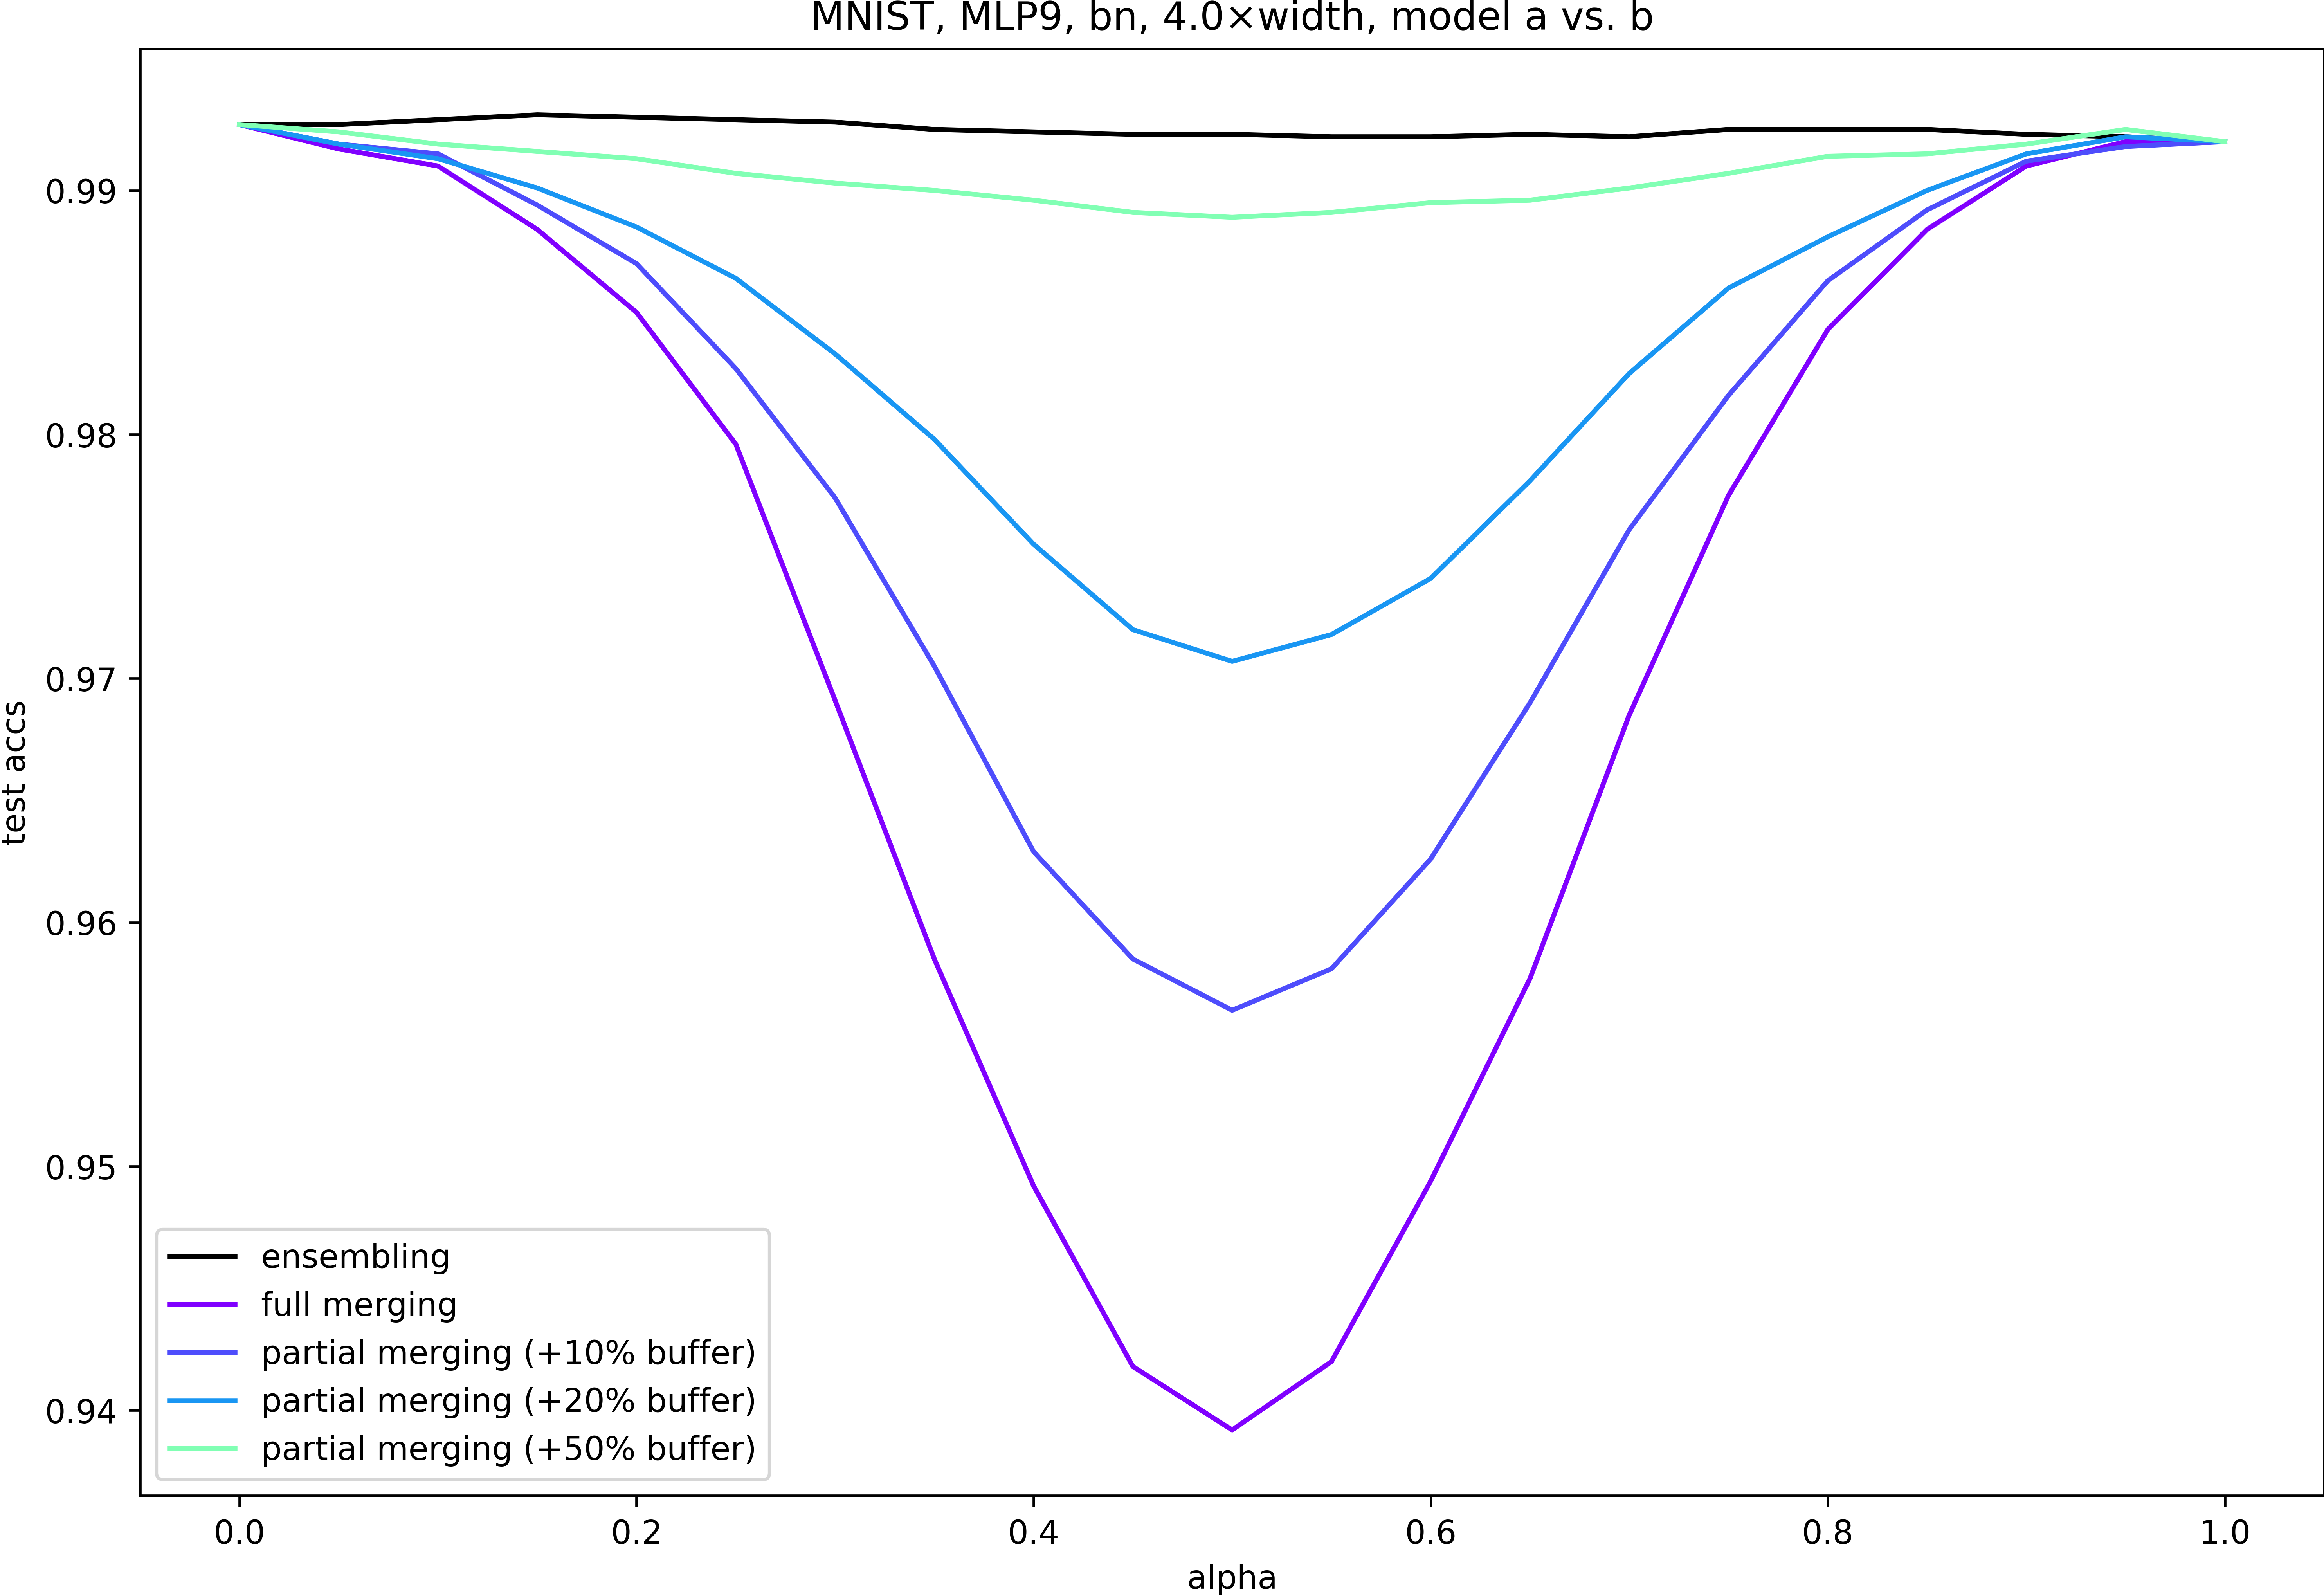 MNIST, MLP9, bn, 4.0×width, model a vs. b
test accs
0.99
0.98
0.97
0.96
0.95
0.94
ensembling
full merging
partial merging (+10% buffer)
partial merging (+20% buffer)
partial merging (+50% buffer)
0.0 0.2 0.4 0.6 0.8 1.0
alpha